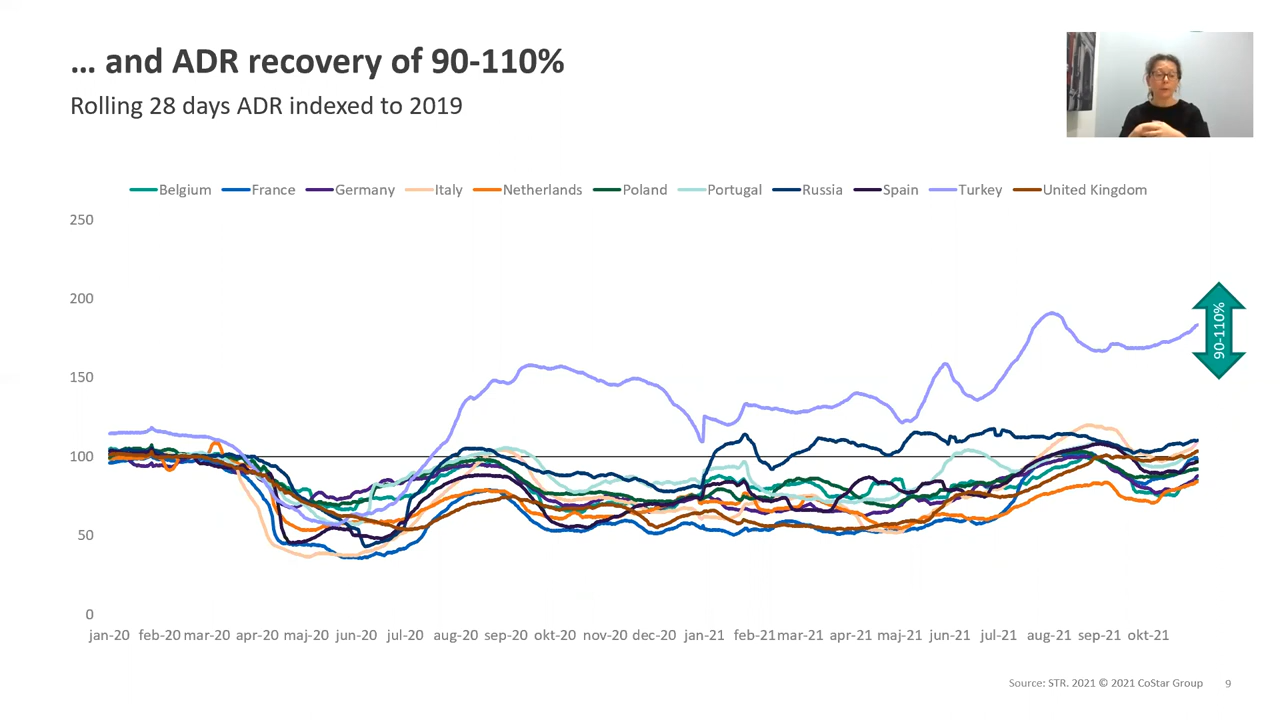 … and ADR recovery of 90-110%
Rolling 28 days ADR indexed to 2019
Belgium France Germany Italy Netherlands Poland Portugal Russia Spain Turkey United Kingdom
250
200
150
100
50
0
90-110%
jan-20 feb-20 mar-20 apr-20 maj-20 jun-20 jul-20 aug-20 sep-20 okt-20 nov-20 dec-20 jan-21 feb-21 mar-21 apr-21 maj-21 jun-21 jul-21 aug-21 sep-21 okt-21
Source: STR. 2021 © 2021 CoStar Group 9